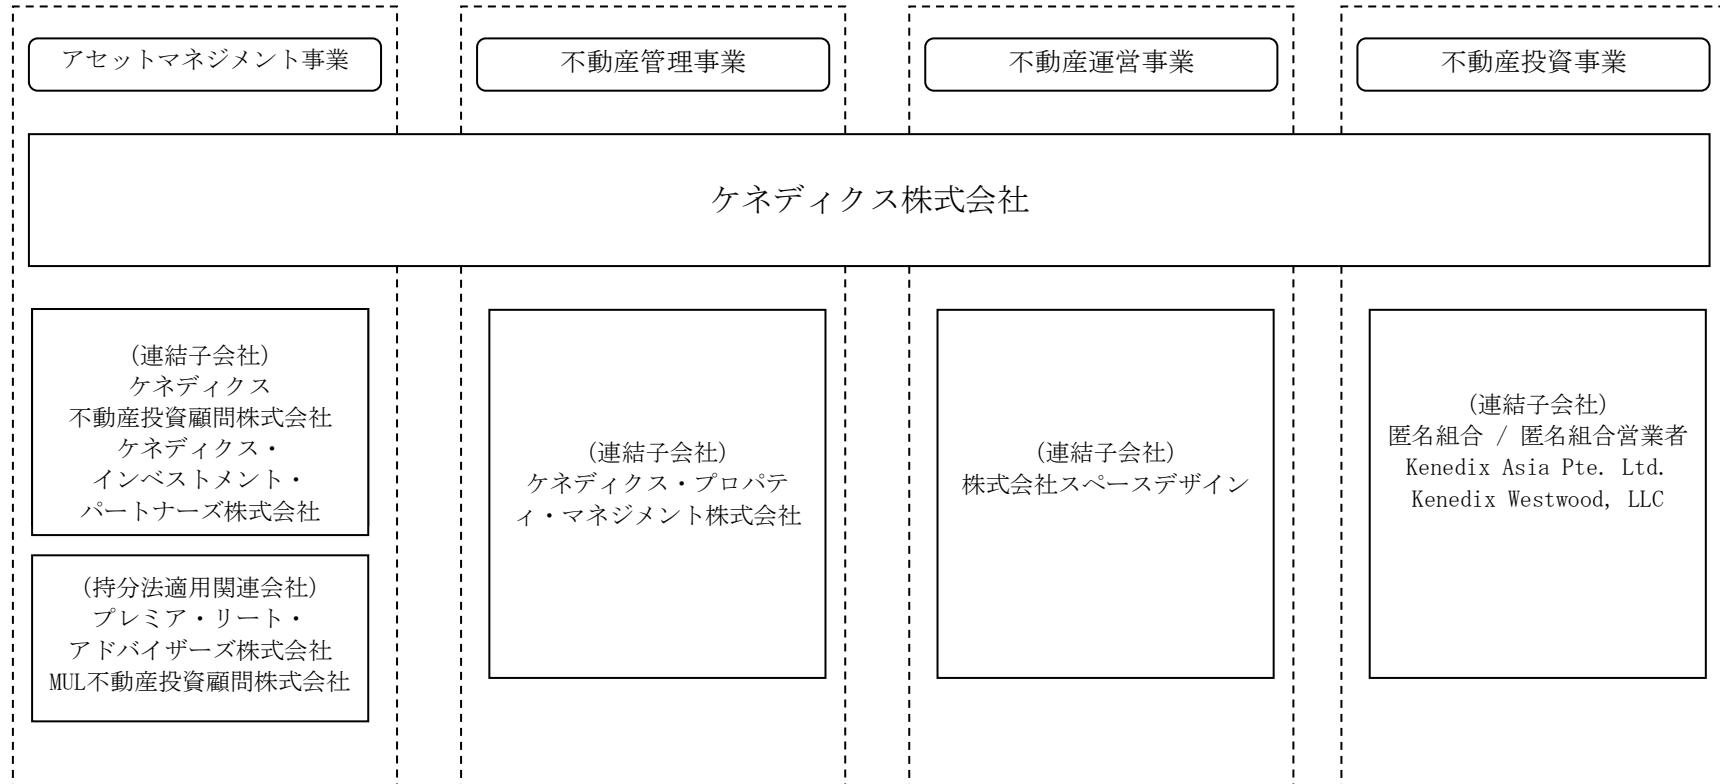 アセットマネジメント事業
不動産管理事業
不動産運営事業
不動産投資事業
ケネディクス株式会社
(連結子会社)
ケネディクス
不動産投資顧問株式会社
ケネディクス・
インベストメント・
パートナーズ株式会社
(持分法適用関連会社)
プレミア・リート・
アドバイザーズ株式会社
MUL不動産投資顧問株式会社
(連結子会社)
ケネディクス・プロパテ
ィ・マネジメント株式会社
(連結子会社)
株式会社スペースデザイン
(連結子会社)
匿名組合 / 匿名組合営業者
Kenedix Asia Pte. Ltd.
Kenedix Westwood, LLC